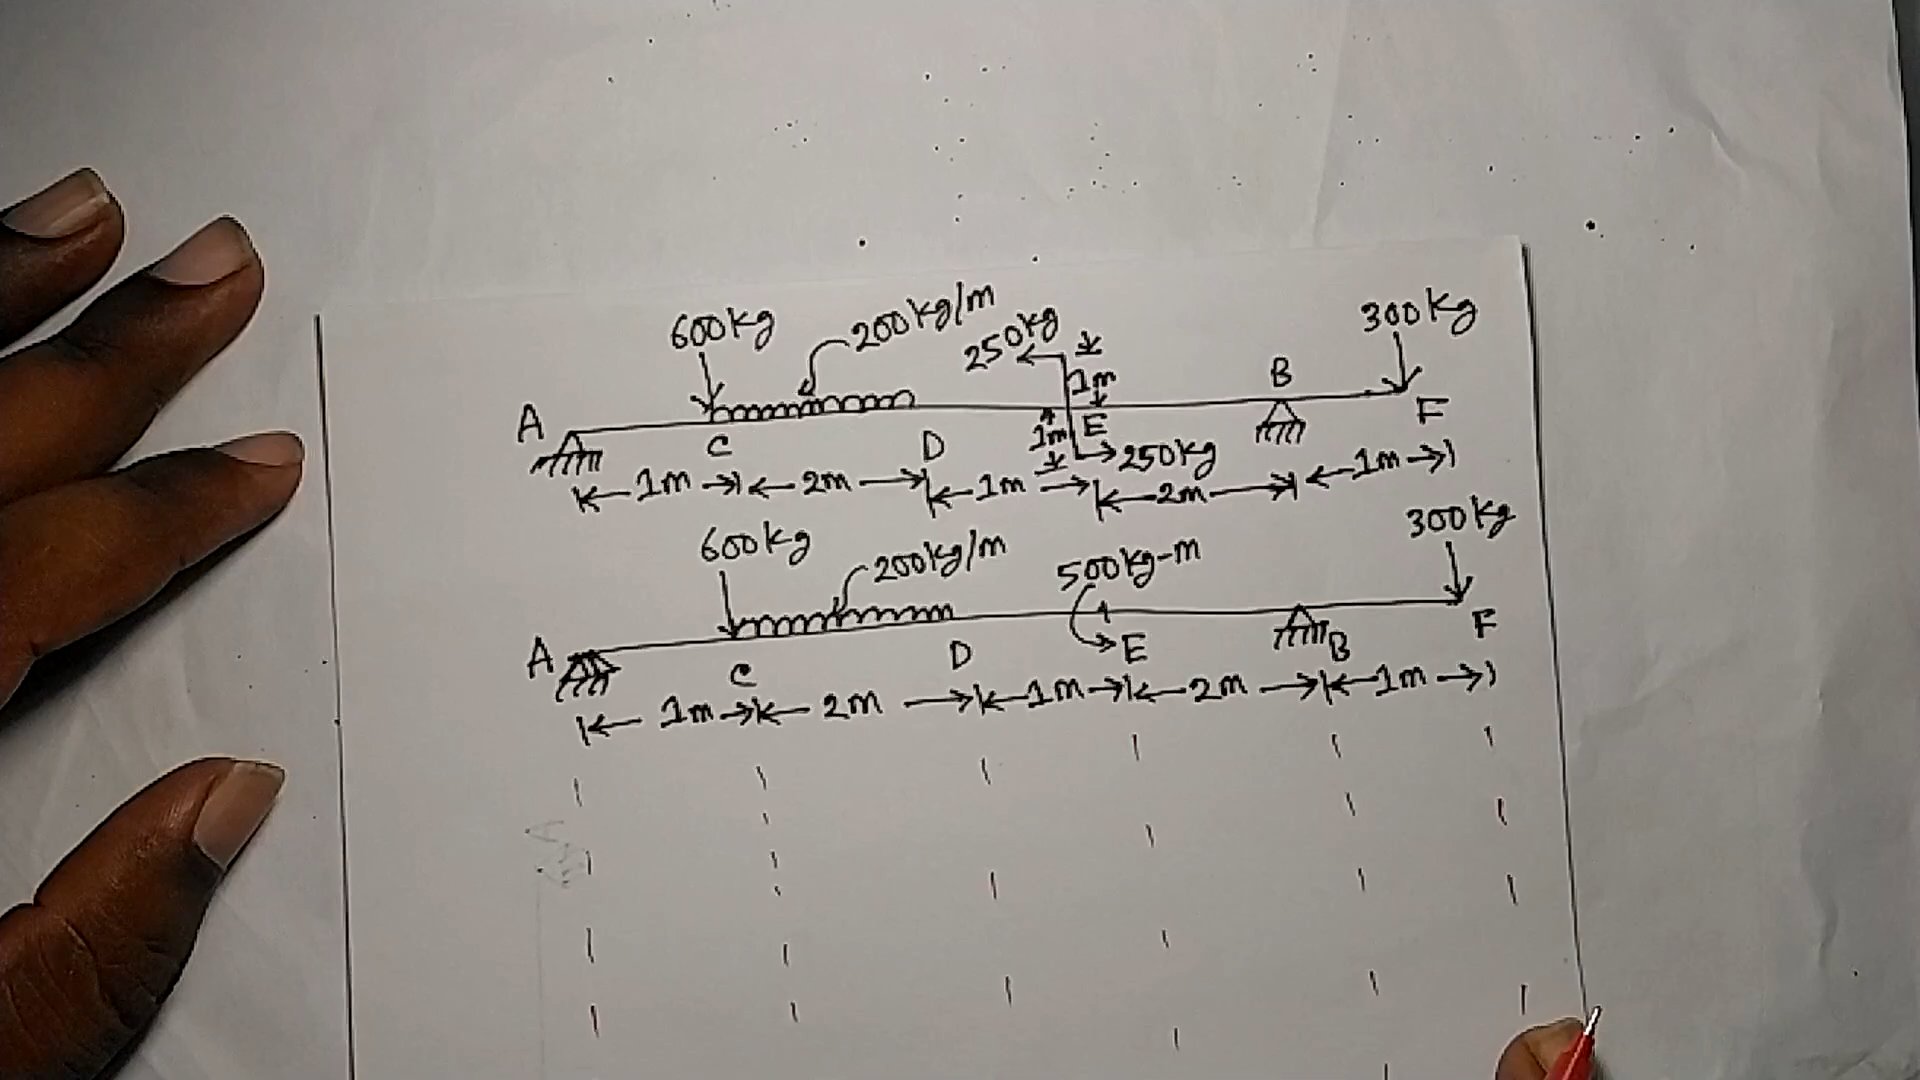 600kg 200kg/m 250kg 300kg
1m
A B
C D 1m E F
250kg
1m 2m 1m 2m 1m
600kg 200kg/m 500kg-m 300kg
A C D E B F
1m 2m 1m 2m 1m